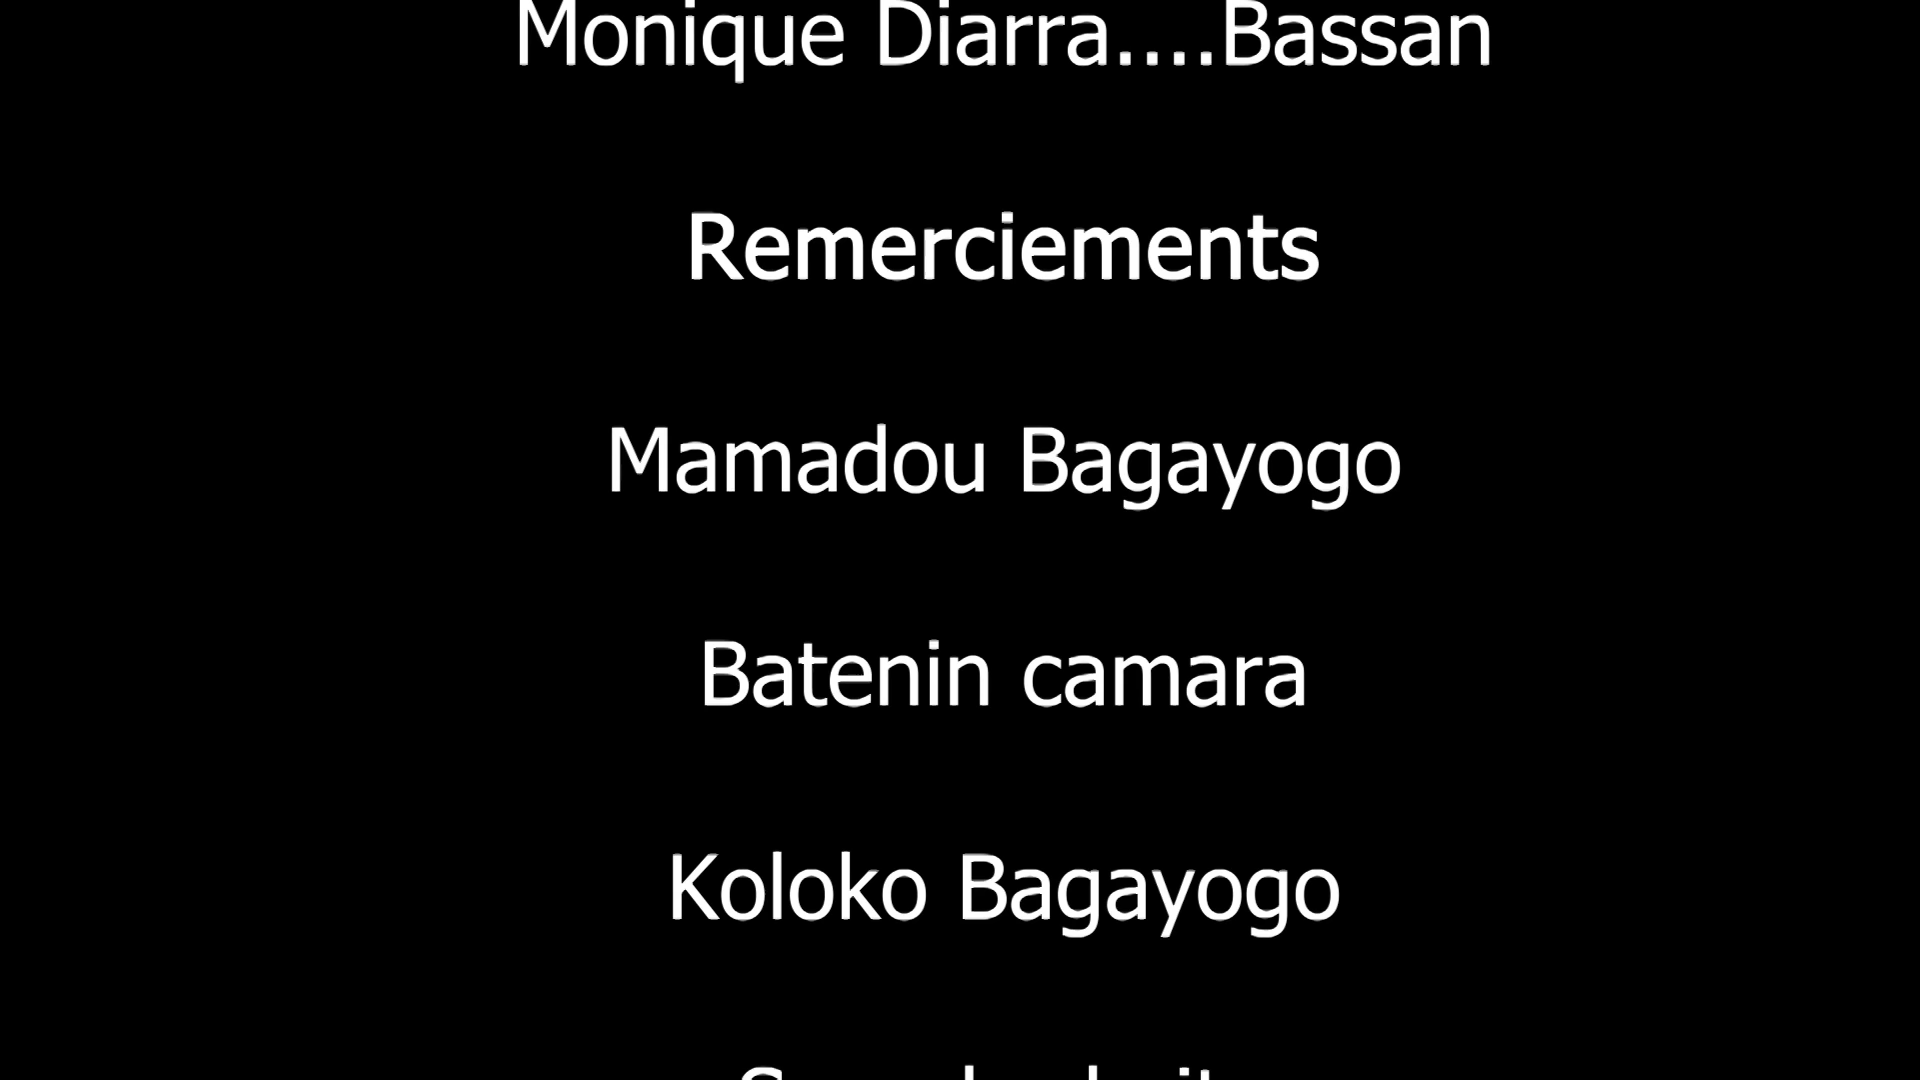 Monique Diarra....Bassan
Remerciements
Mamadou Bagayogo
Batenin camara
Koloko Bagayogo